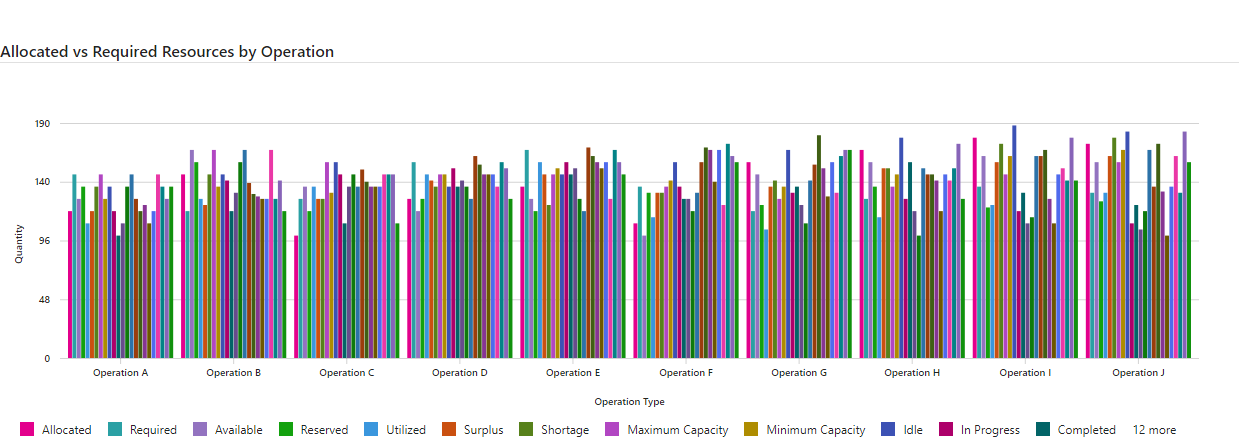 Allocated vs Required Resources by Operation
190
140
96
48
0
Quantity
Operation A Operation B Operation C Operation D Operation E Operation F Operation G Operation H Operation I Operation J
Operation Type
Allocated Required Available Reserved Utilized Surplus Shortage Maximum Capacity Minimum Capacity Idle In Progress Completed 12 more